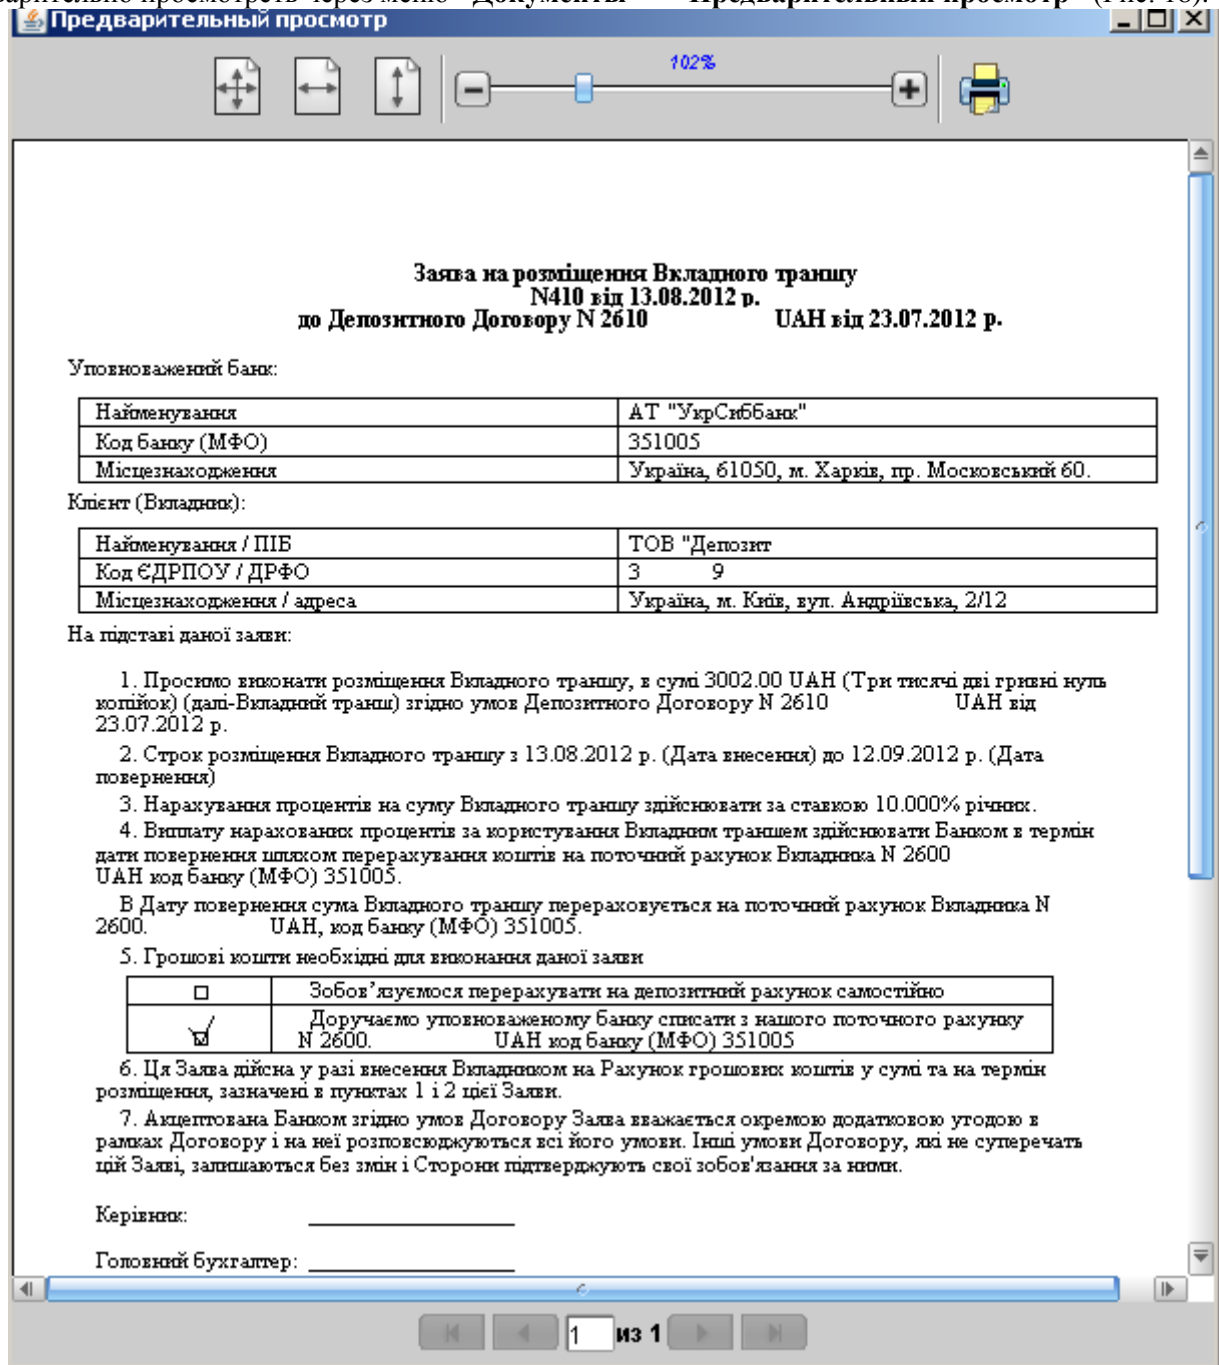 варительно просмотреть через меню "Документы" - "Предварительный просмотр" (Рис. 18).
Предварительный просмотр
102%
Заява на розміщення Вкладного траншу
N410 від 13.08.2012 р.
до Депозитного Договору N 2610 UAH від 23.07.2012 р.
Уповноважений банк:
Найменування АТ "УкрСиббанк"
Код банку (МФО) 351005
Місцезнаходження Україна, 61050, м. Харків, пр. Московський 60.
Клієнт (Вкладник):
Найменування / ПІБ ТОВ "Депозит
Код ЄДРПОУ / ДРФО 3 9
Місцезнаходження / адреса Україна, м. Київ, вул. Андріївська, 2/12
На підставі даної заяви:
1. Просимо виконати розміщення Вкладного траншу, в сумі 3002.00 UAH (Три тисячі дві гривні нуль
копійок) (далі-Вкладний транш) згідно умов Депозитного Договору N 2610 UAH від
23.07.2012 р.
2. Строк розміщення Вкладного траншу з 13.08.2012 р. (Дата внесення) до 12.09.2012 р. (Дата
повернення)
3. Нарахування процентів на суму Вкладного траншу здійснювати за ставкою 10.000% річних.
4. Виплату нарахованих процентів за користування Вкладним траншем здійснювати Банком в термін
дати повернення шляхом перерахування коштів на поточний рахунок Вкладника N 2600
UAH код банку (МФО) 351005.
В Дату повернення сума Вкладного траншу перераховується на поточний рахунок Вкладника N
2600. UAH, код банку (МФО) 351005.
5. Грошові кошти необхідні для виконання даної заяви
Зобов’язуємося перерахувати на депозитний рахунок самостійно
Доручаємо уповноваженому банку списати з нашого поточного рахунку
N 2600. UAH код банку (МФО) 351005
6. Ця Заява дійсна у разі внесення Вкладником на Рахунок грошових коштів у сумі та на термін
розміщення, зазначені в пунктах 1 і 2 цієї Заяви.
7. Акцептована Банком згідно умов Договору Заява вважається окремою додатковою угодою в
рамках Договору і на неї розповсюджуються всі його умови. Інші умови Договору, які не суперечать
цій Заяві, залишаються без змін і Сторони підтверджують свої зобов'язання за ними.
Керівник:
Головний бухгалтер:
1 из 1